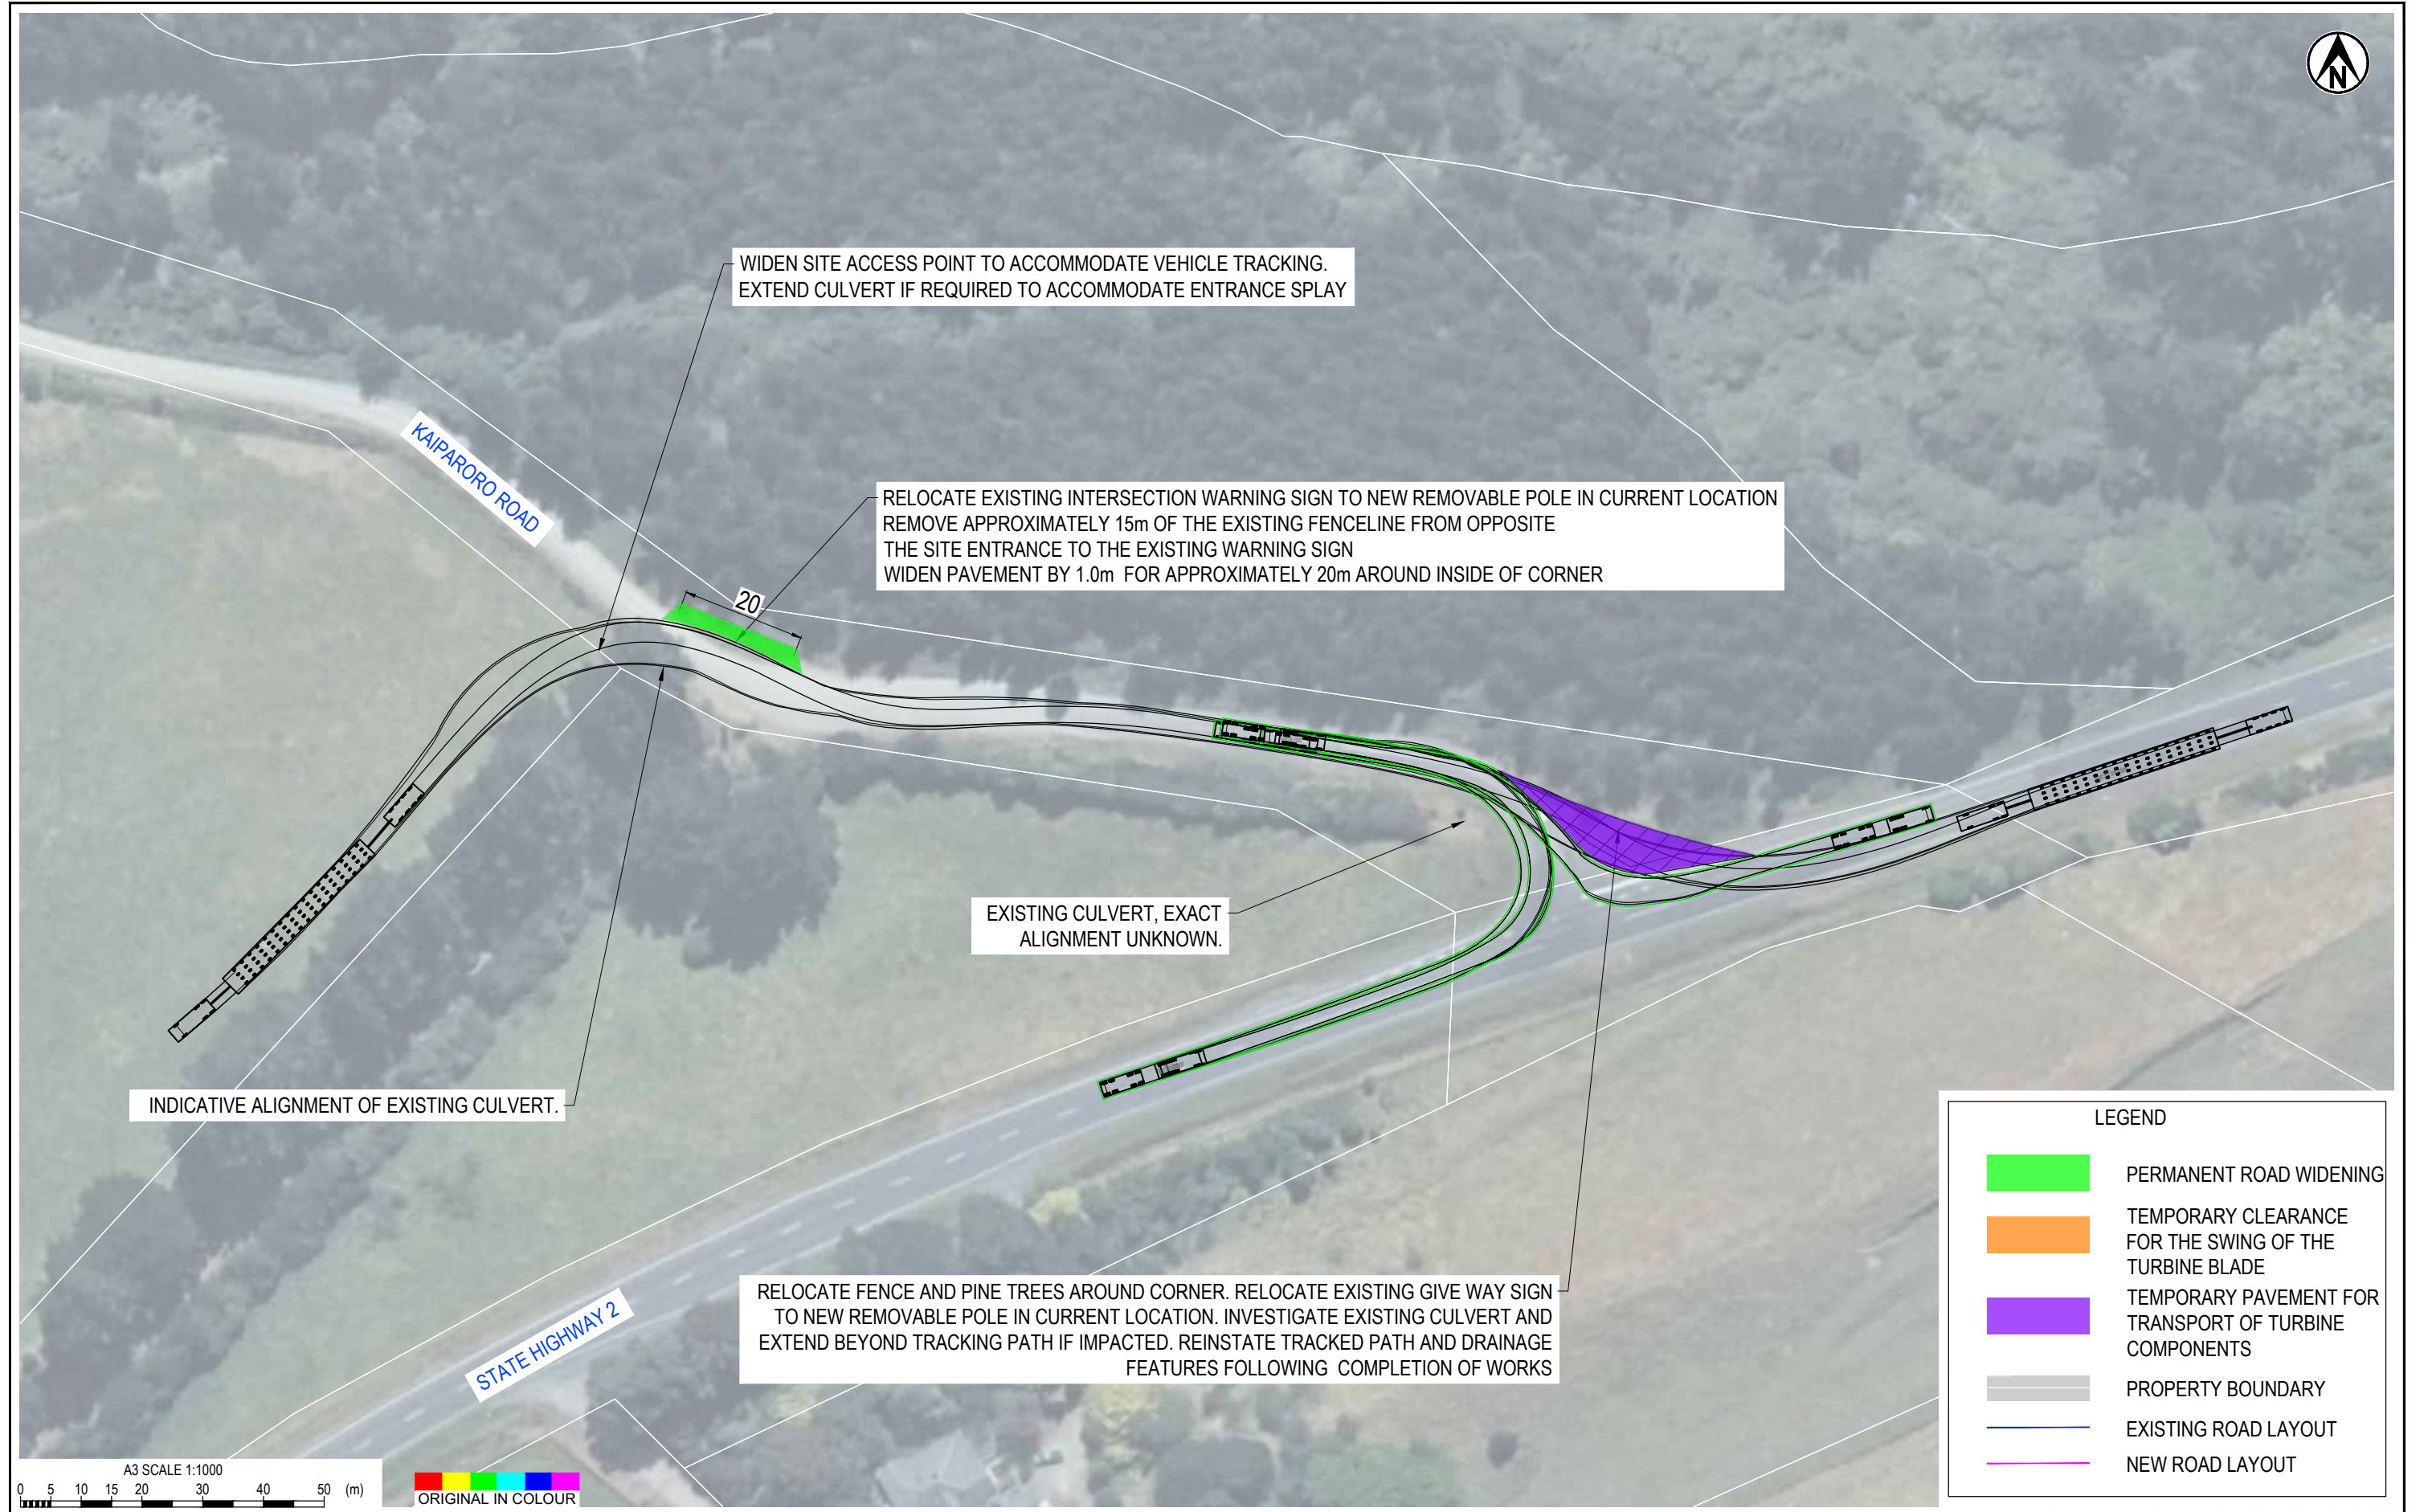 N
WIDEN SITE ACCESS POINT TO ACCOMMODATE VEHICLE TRACKING.
EXTEND CULVERT IF REQUIRED TO ACCOMMODATE ENTRANCE SPLAY
KAIPARORO ROAD
RELOCATE EXISTING INTERSECTION WARNING SIGN TO NEW REMOVABLE POLE IN CURRENT LOCATION
REMOVE APPROXIMATELY 15m OF THE EXISTING FENCELINE FROM OPPOSITE
THE SITE ENTRANCE TO THE EXISTING WARNING SIGN
WIDEN PAVEMENT BY 1.0m FOR APPROXIMATELY 20m AROUND INSIDE OF CORNER
20
EXISTING CULVERT, EXACT
ALIGNMENT UNKNOWN.
INDICATIVE ALIGNMENT OF EXISTING CULVERT.
RELOCATE FENCE AND PINE TREES AROUND CORNER. RELOCATE EXISTING GIVE WAY SIGN
TO NEW REMOVABLE POLE IN CURRENT LOCATION. INVESTIGATE EXISTING CULVERT AND
EXTEND BEYOND TRACKING PATH IF IMPACTED. REINSTATE TRACKED PATH AND DRAINAGE
FEATURES FOLLOWING COMPLETION OF WORKS
STATE HIGHWAY 2
LEGEND
PERMANENT ROAD WIDENING
TEMPORARY CLEARANCE
FOR THE SWING OF THE
TURBINE BLADE
TEMPORARY PAVEMENT FOR
TRANSPORT OF TURBINE
COMPONENTS
PROPERTY BOUNDARY
EXISTING ROAD LAYOUT
NEW ROAD LAYOUT
A3 SCALE 1:1000
0 5 10 15 20 30 40 50 (m)
ORIGINAL IN COLOUR